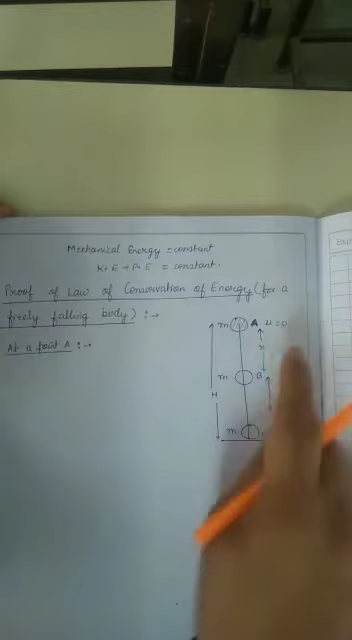 Mechanical Energy = constant
K.E + P.E = constant.
Proof of Law of Conservation of Energy (for a
freely falling body) :→
At a point A :→
m A u=0
x
m B
H
m